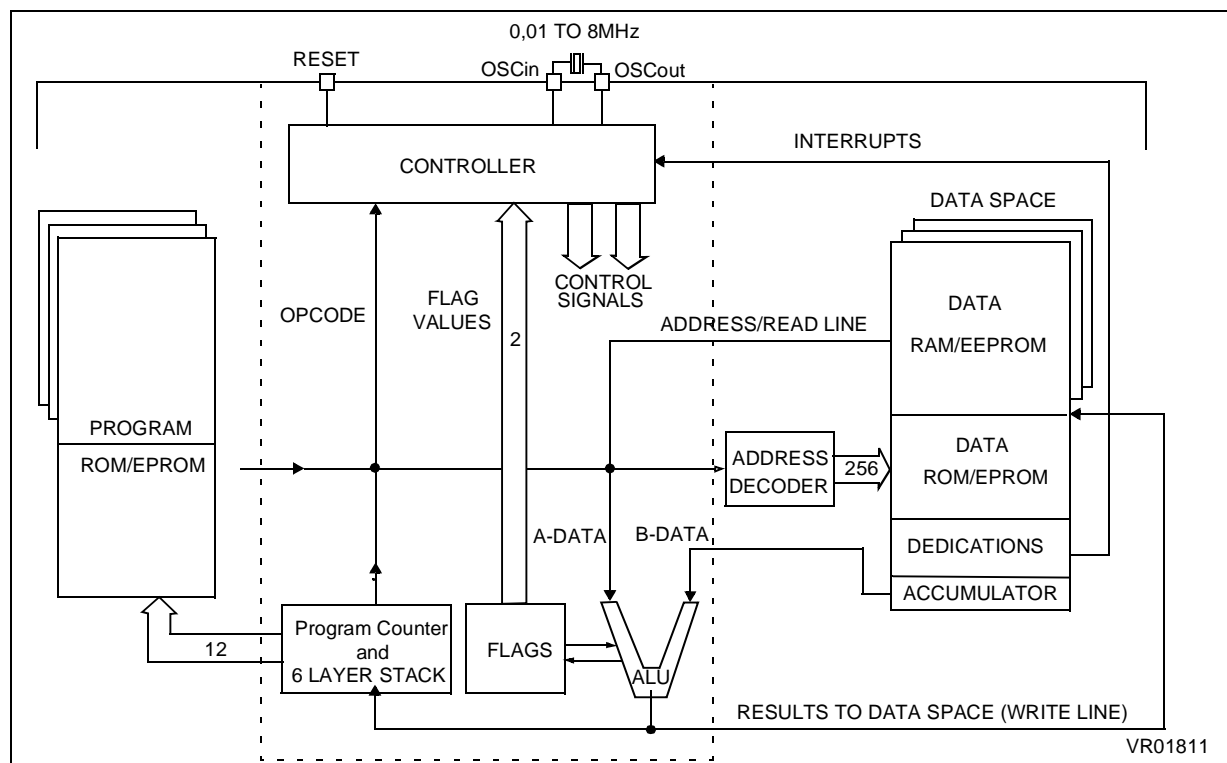 0,01 TO 8MHz
RESET
OSCin
OSCout
INTERRUPTS
CONTROLLER
DATA SPACE
CONTROL
SIGNALS
OPCODE
FLAG
VALUES
2
ADDRESS/READ LINE
DATA
RAM/EEPROM
PROGRAM
ROM/EPROM
ADDRESS
DECODER
256
DATA
ROM/EPROM
A-DATA
B-DATA
DEDICATIONS
ACCUMULATOR
12
Program Counter
and
6 LAYER STACK
FLAGS
ALU
RESULTS TO DATA SPACE (WRITE LINE)
VR01811